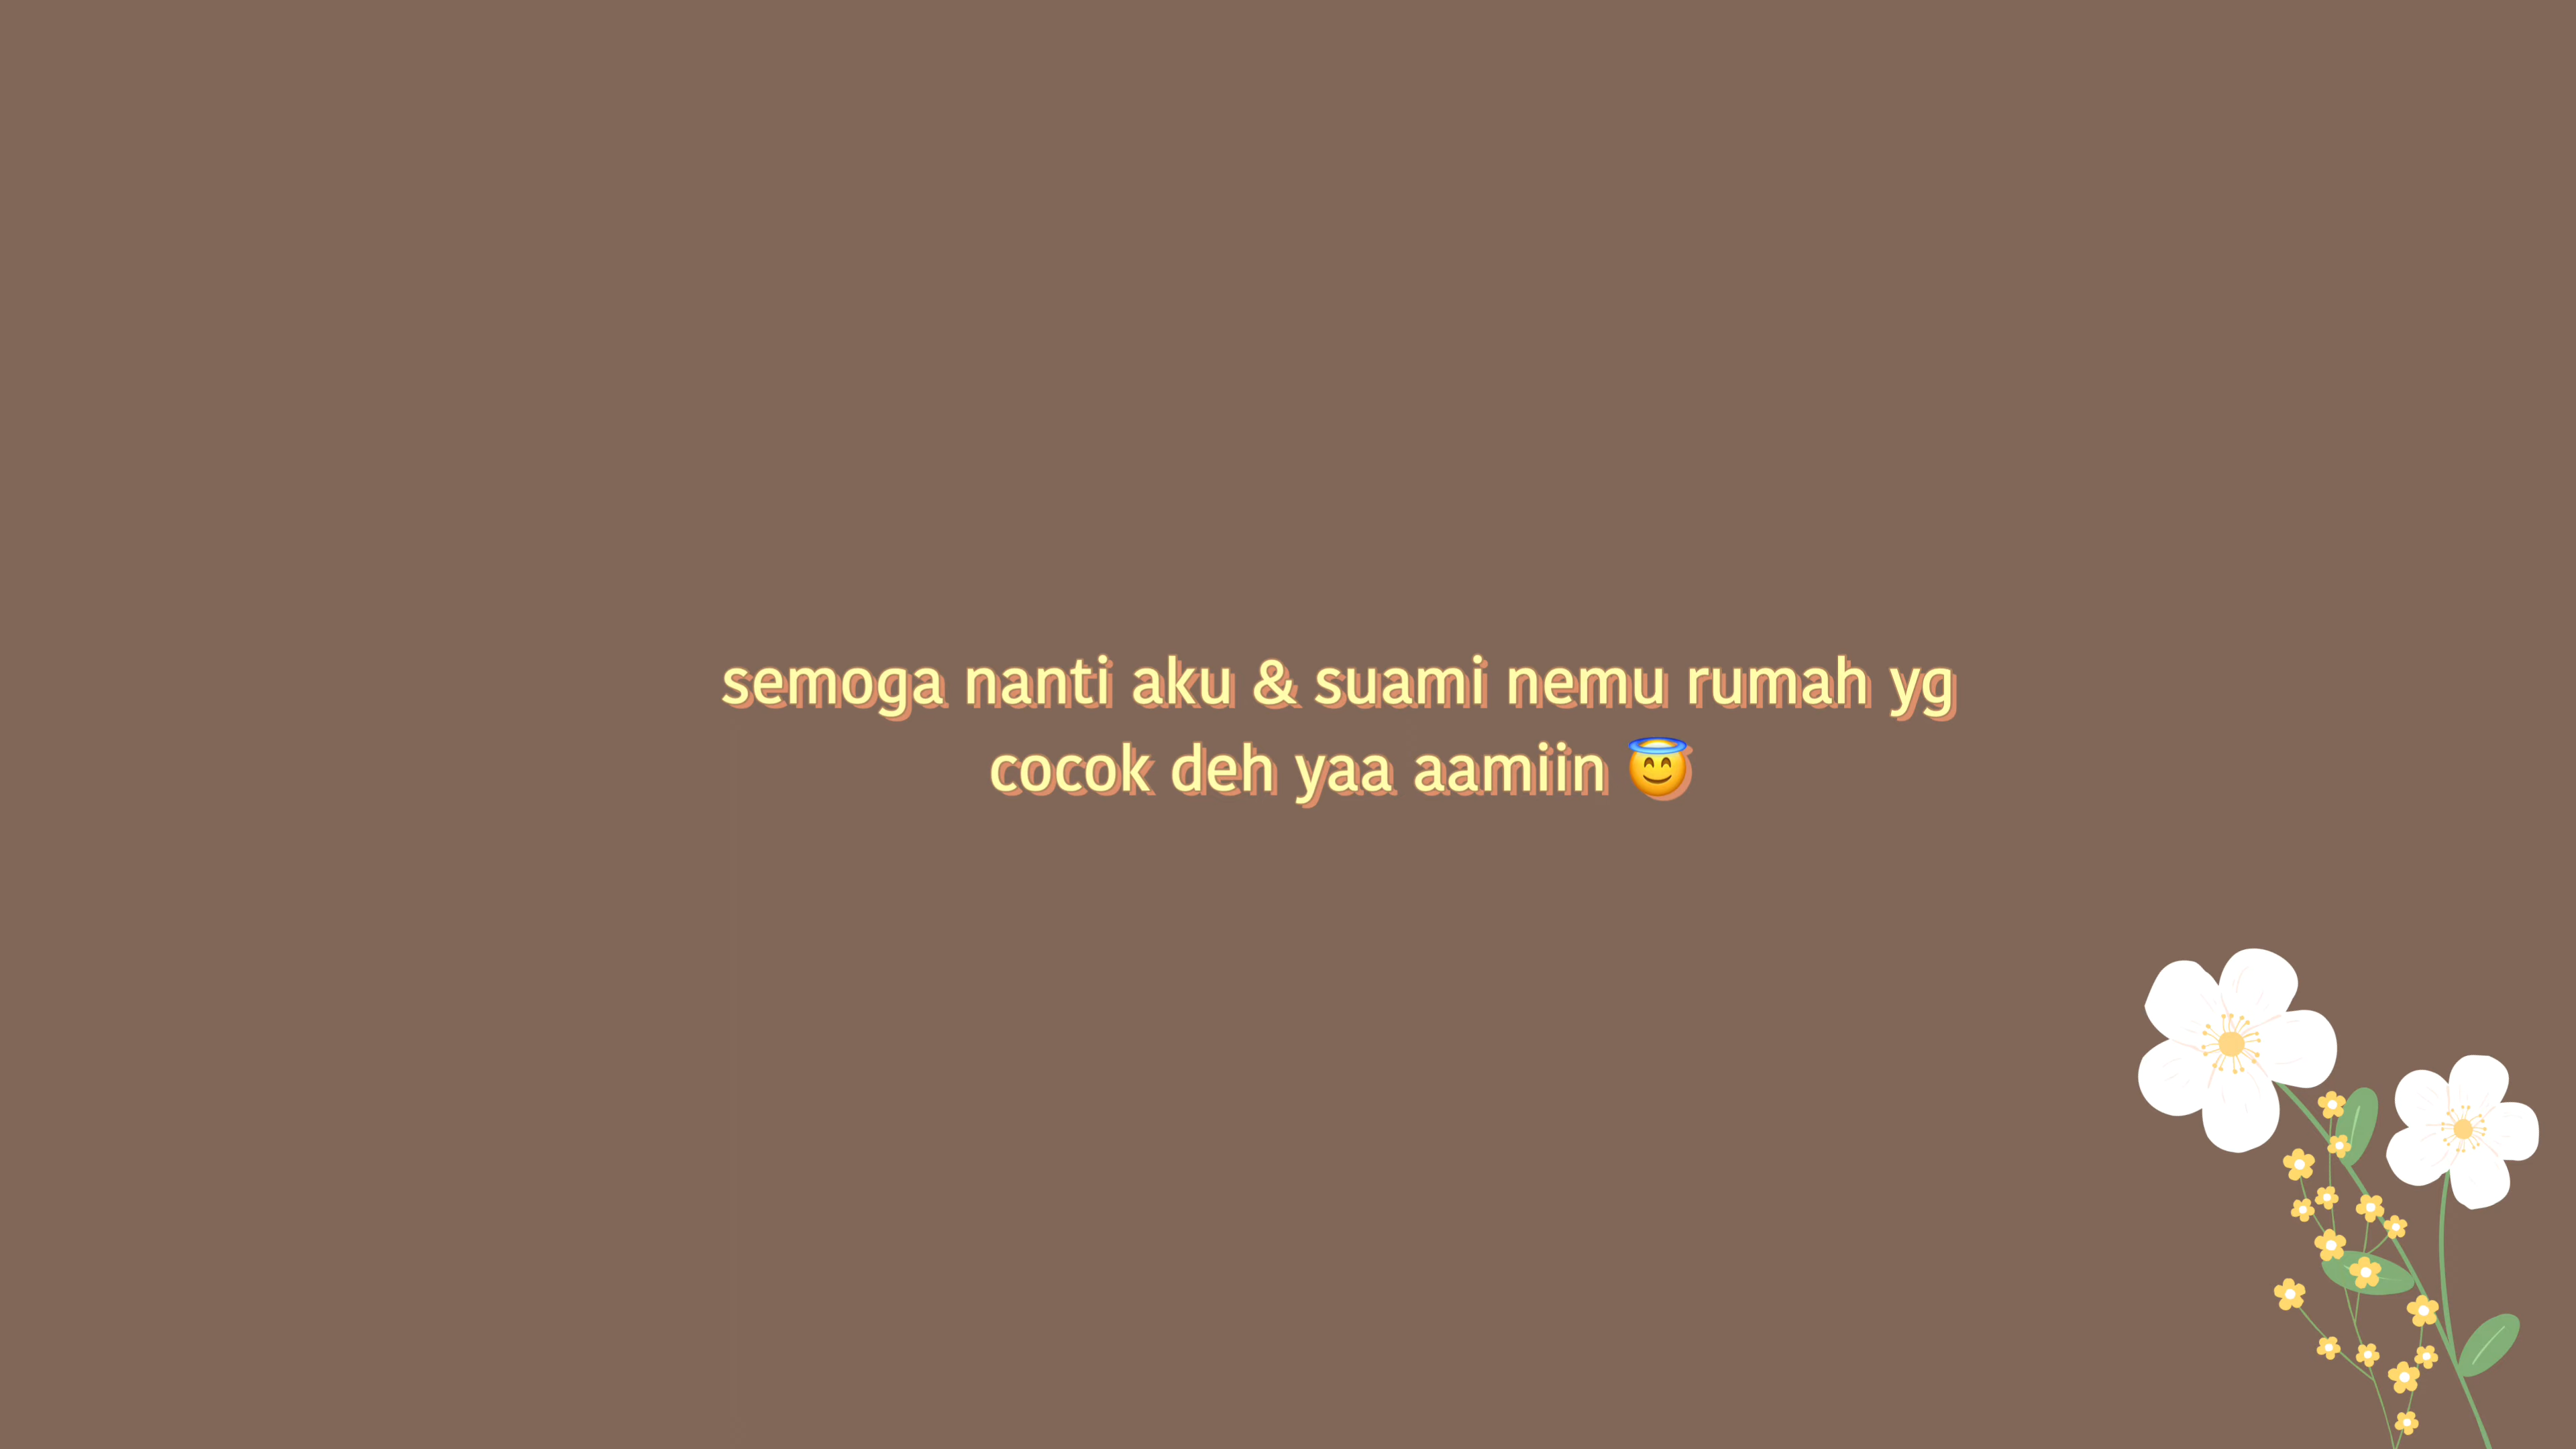 semoga nanti aku & suami nemu rumah yg
cocok deh yaa aamiin 😇